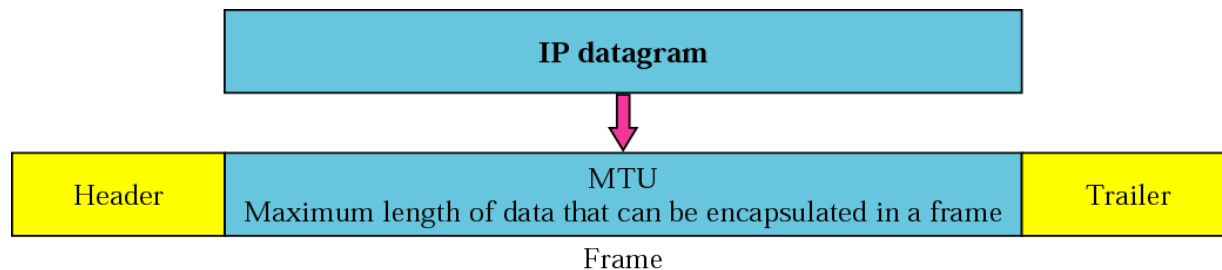 IP datagram
Header
MTU
Maximum length of data that can be encapsulated in a frame
Trailer
Frame